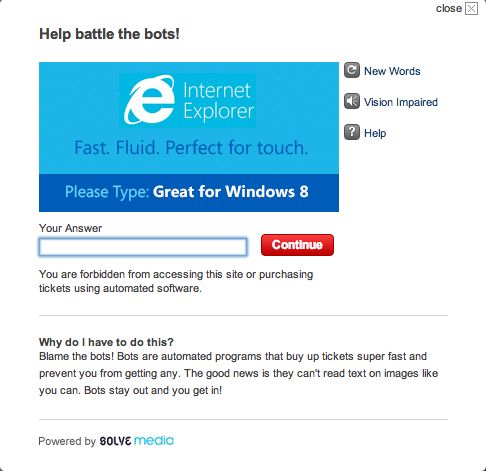 close
Help battle the bots!
Internet
Explorer
Fast. Fluid. Perfect for touch.
Please Type: Great for Windows 8
New Words
Vision Impaired
? Help
Your Answer
Continue
You are forbidden from accessing this site or purchasing
tickets using automated software.
Why do I have to do this?
Blame the bots! Bots are automated programs that buy up tickets super fast and
prevent you from getting any. The good news is they can't read text on images like
you can. Bots stay out and you get in!
Powered by SOLVE media